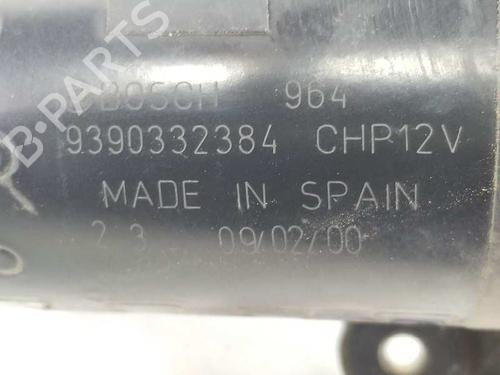 B-PARTS
BOSCH 964
9390332384 CHP12V
MADE IN SPAIN
2 3 09/02/00